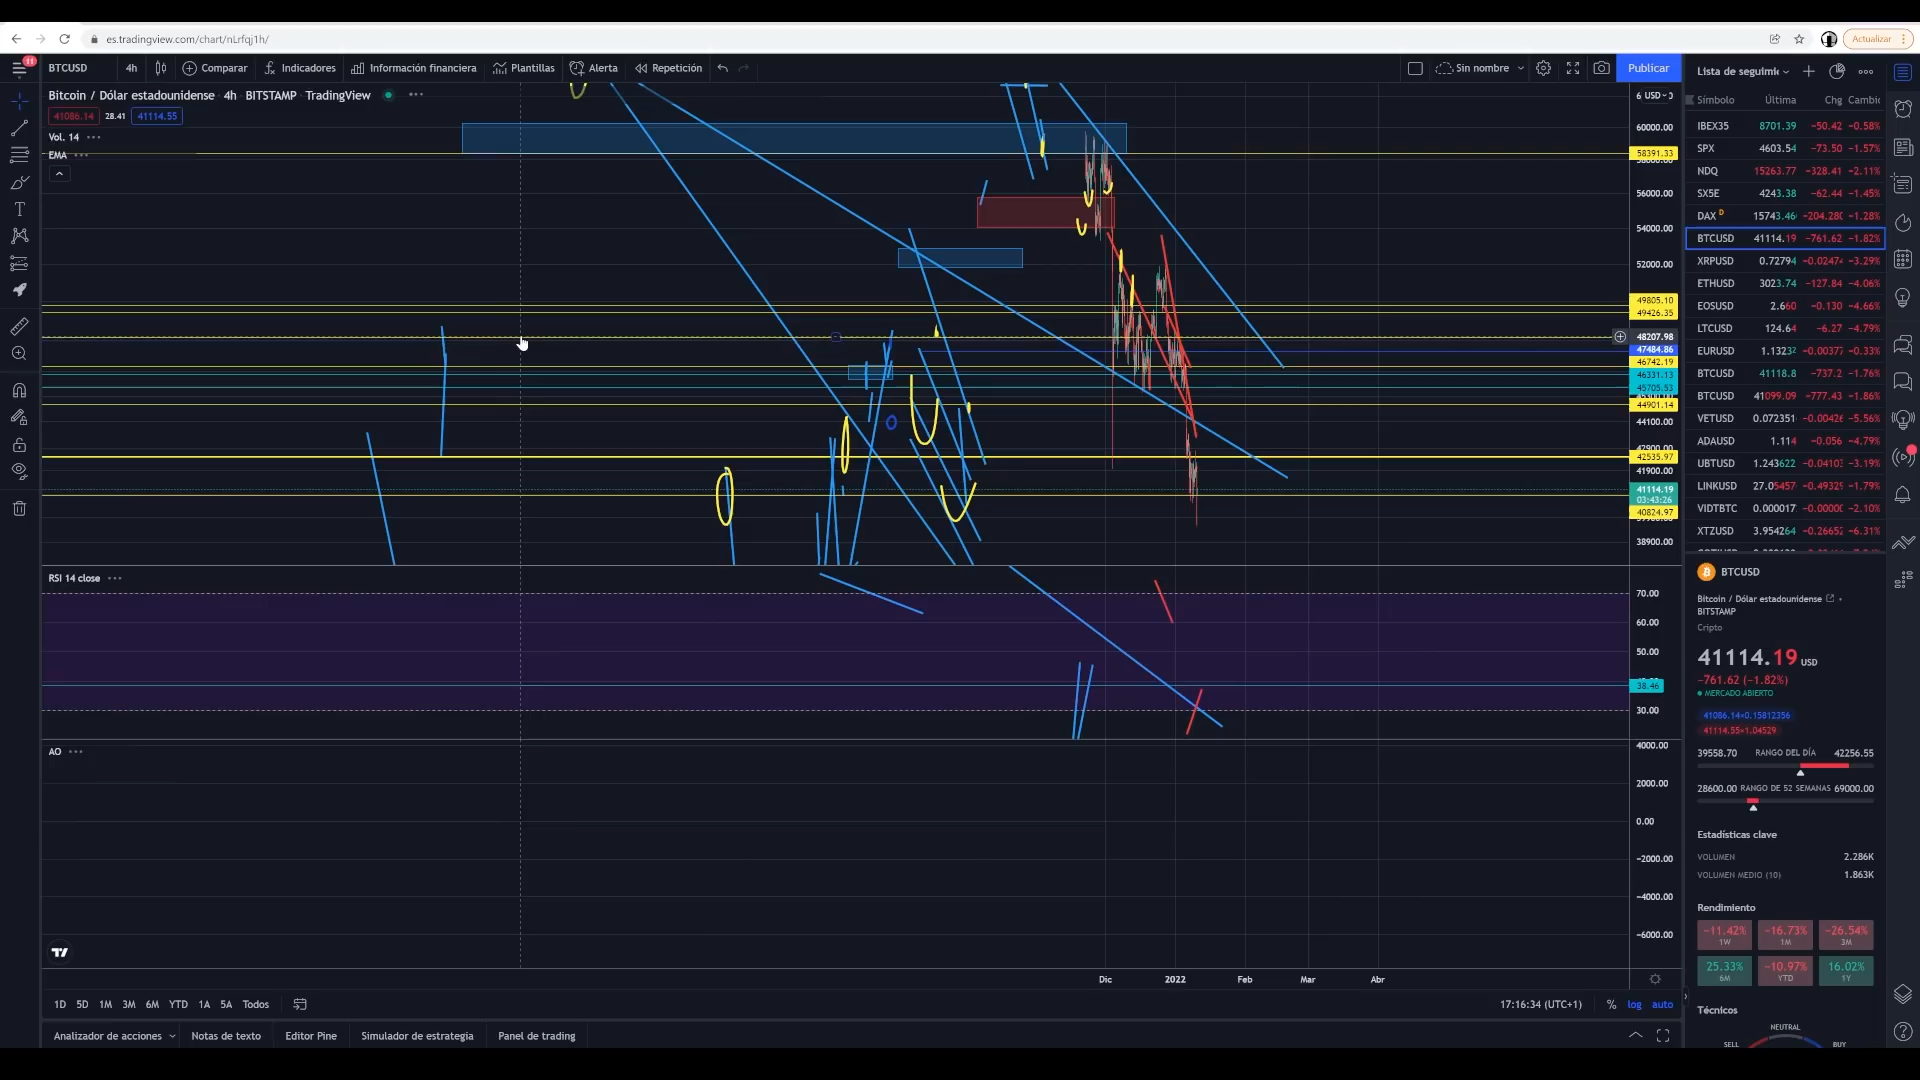 es.tradingview.com/chart/nLrfqj1h/
Actualizar
11
BTCUSD 4h Comparar Indicadores Información financiera Plantillas Alerta Repetición Sin nombre Publicar
Bitcoin / Dólar estadounidense 4h BITSTAMP TradingView
41086.14 28.41 41114.55
Vol. 14
EMA
USD
60000.00
58391.33
56000.00
54000.00
52000.00
49805.10
49426.35
48207.98
47484.86
46742.19
46331.13
45705.53
44901.14
44100.00
42900.00
42535.97
41900.00
41114.19
03:43:26
40824.97
38900.00
RSI 14 close
70.00
60.00
50.00
38.46
30.00
AO
4000.00
2000.00
0.00
−2000.00
−4000.00
−6000.00
Dic 2022 Feb Mar Abr
1D 5D 1M 3M 6M YTD 1A 5A Todos
17:16:34 (UTC+1) % log auto
Analizador de acciones Notas de texto Editor Pine Simulador de estrategia Panel de trading
Lista de seguimie
Símbolo Última Chg Cambio
IBEX35 8701.39 −50.42 −0.58%
SPX 4603.54 −73.50 −1.57%
NDQ 15263.77 −328.41 −2.11%
SX5E 4243.38 −62.44 −1.45%
DAX D 15743.46 −204.280 −1.28%
BTCUSD 41114.19 −761.62 −1.82%
XRPUSD 0.72794 −0.02474 −3.29%
ETHUSD 3023.74 −127.84 −4.06%
EOSUSD 2.660 −0.130 −4.66%
LTCUSD 124.64 −6.27 −4.79%
EURUSD 1.13232 −0.00377 −0.33%
BTCUSD 41118.8 −737.2 −1.76%
BTCUSD 41099.09 −777.43 −1.86%
VETUSD 0.072351 −0.00426 −5.56%
ADAUSD 1.114 −0.056 −4.79%
UBTUSD 1.243622 −0.04103 −3.19%
LINKUSD 27.05457 −0.49329 −1.79%
VIDTBTC 0.000017 −0.00000 −2.10%
XTZUSD 3.954264 −0.26652 −6.31%
BTCUSD
Bitcoin / Dólar estadounidense
BITSTAMP
Cripto
41114.19 USD
−761.62 (−1.82%)
MERCADO ABIERTO
41086.14×0.15812356
41114.55×1.04529
39558.70 RANGO DEL DÍA 42256.55
28600.00 RANGO DE 52 SEMANAS 69000.00
Estadísticas clave
VOLUMEN 2.286K
VOLUMEN MEDIO (10) 1.863K
Rendimiento
−11.42% −16.73% −26.54%
1W 1M 3M
25.33% −10.97% 16.02%
6M YTD 1Y
Técnicos
NEUTRAL
SELL BUY